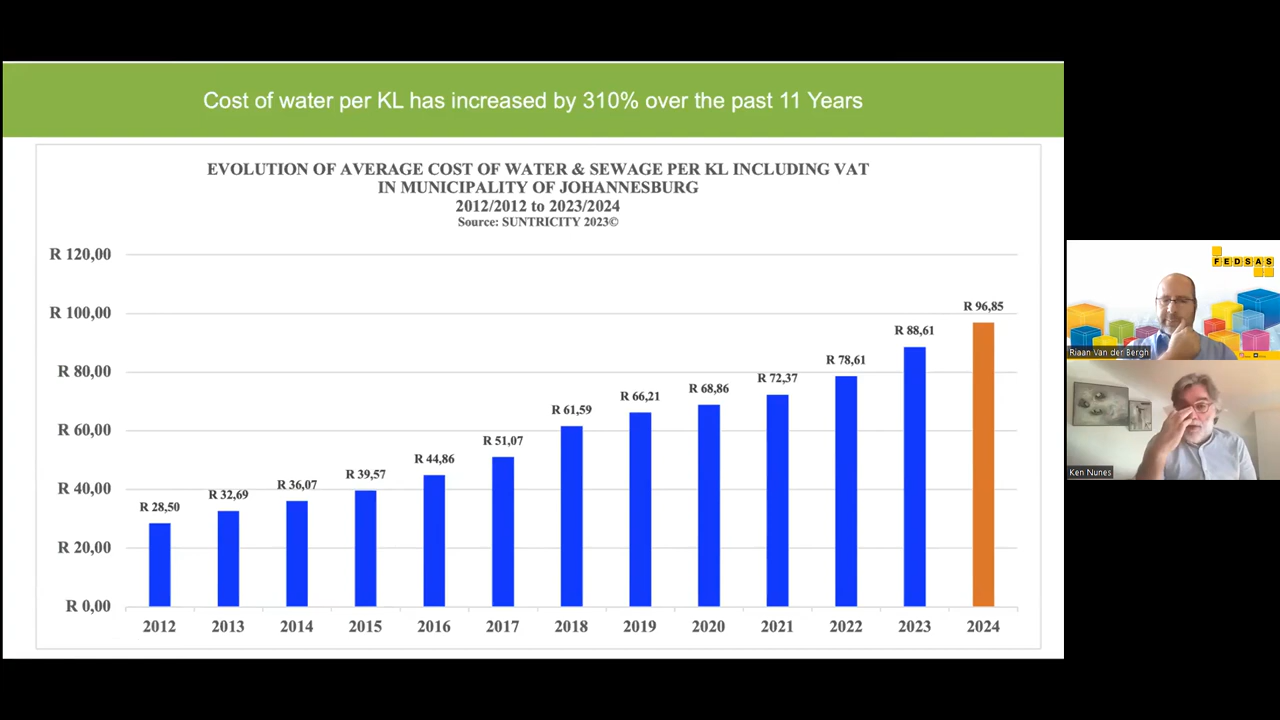 Cost of water per KL has increased by 310% over the past 11 Years
EVOLUTION OF AVERAGE COST OF WATER & SEWAGE PER KL INCLUDING VAT
IN MUNICIPALITY OF JOHANNESBURG
2012/2012 to 2023/2024
Source: SUNTRICITY 2023©
R 120,00
R 100,00
R 80,00
R 60,00
R 40,00
R 20,00
R 0,00
R 28,50
R 32,69
R 36,07
R 39,57
R 44,86
R 51,07
R 61,59
R 66,21
R 68,86
R 72,37
R 78,61
R 88,61
R 96,85
2012 2013 2014 2015 2016 2017 2018 2019 2020 2021 2022 2023 2024
FEDSAS
Riaan Van der Bergh
Ken Nunes